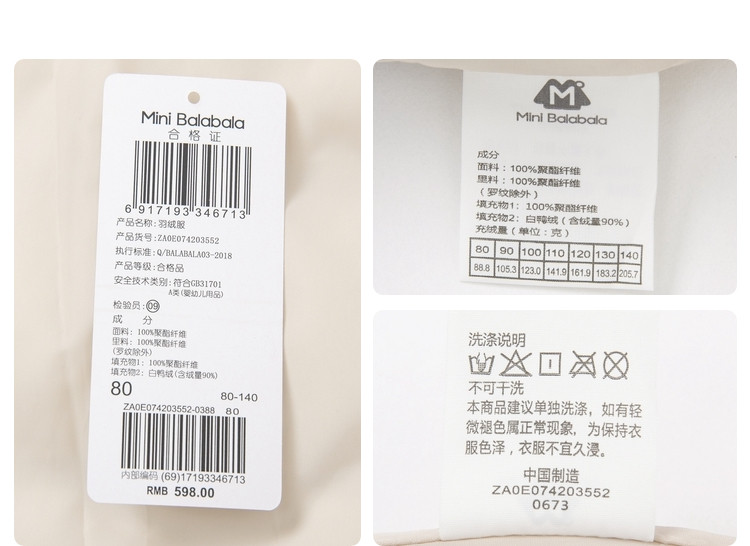 Mini Balabala
合格证
6 917193 346713
产品名称: 羽绒服
产品货号: ZA0E074203552
执行标准: Q/BALABALA03-2018
产品等级: 合格品
安全技术类别: 符合GB31701
A类(婴幼儿用品)
检验员: 09
成 分
面料: 100%聚酯纤维
里料: 100%聚酯纤维
(罗纹除外)
填充物1: 100%聚酯纤维
填充物2: 白鸭绒(含绒量90%)
80 80-140
ZA0E074203552-0388 80
内部编码 (69)17193346713
RMB 598.00
M
Mini Balabala
成分
面料：100%聚酯纤维
里料：100%聚酯纤维
（罗纹除外）
填充物1：100%聚酯纤维
填充物2：白鸭绒（含绒量90%）
充绒量（单位：克）
80 90 100 110 120 130 140
88.8 105.3 123.0 141.9 161.9 183.2 205.7
洗涤说明
不可干洗
本商品建议单独洗涤，如有轻
微褪色属正常现象，为保持衣
服色泽，衣服不宜久浸。
中国制造
ZA0E074203552
0673